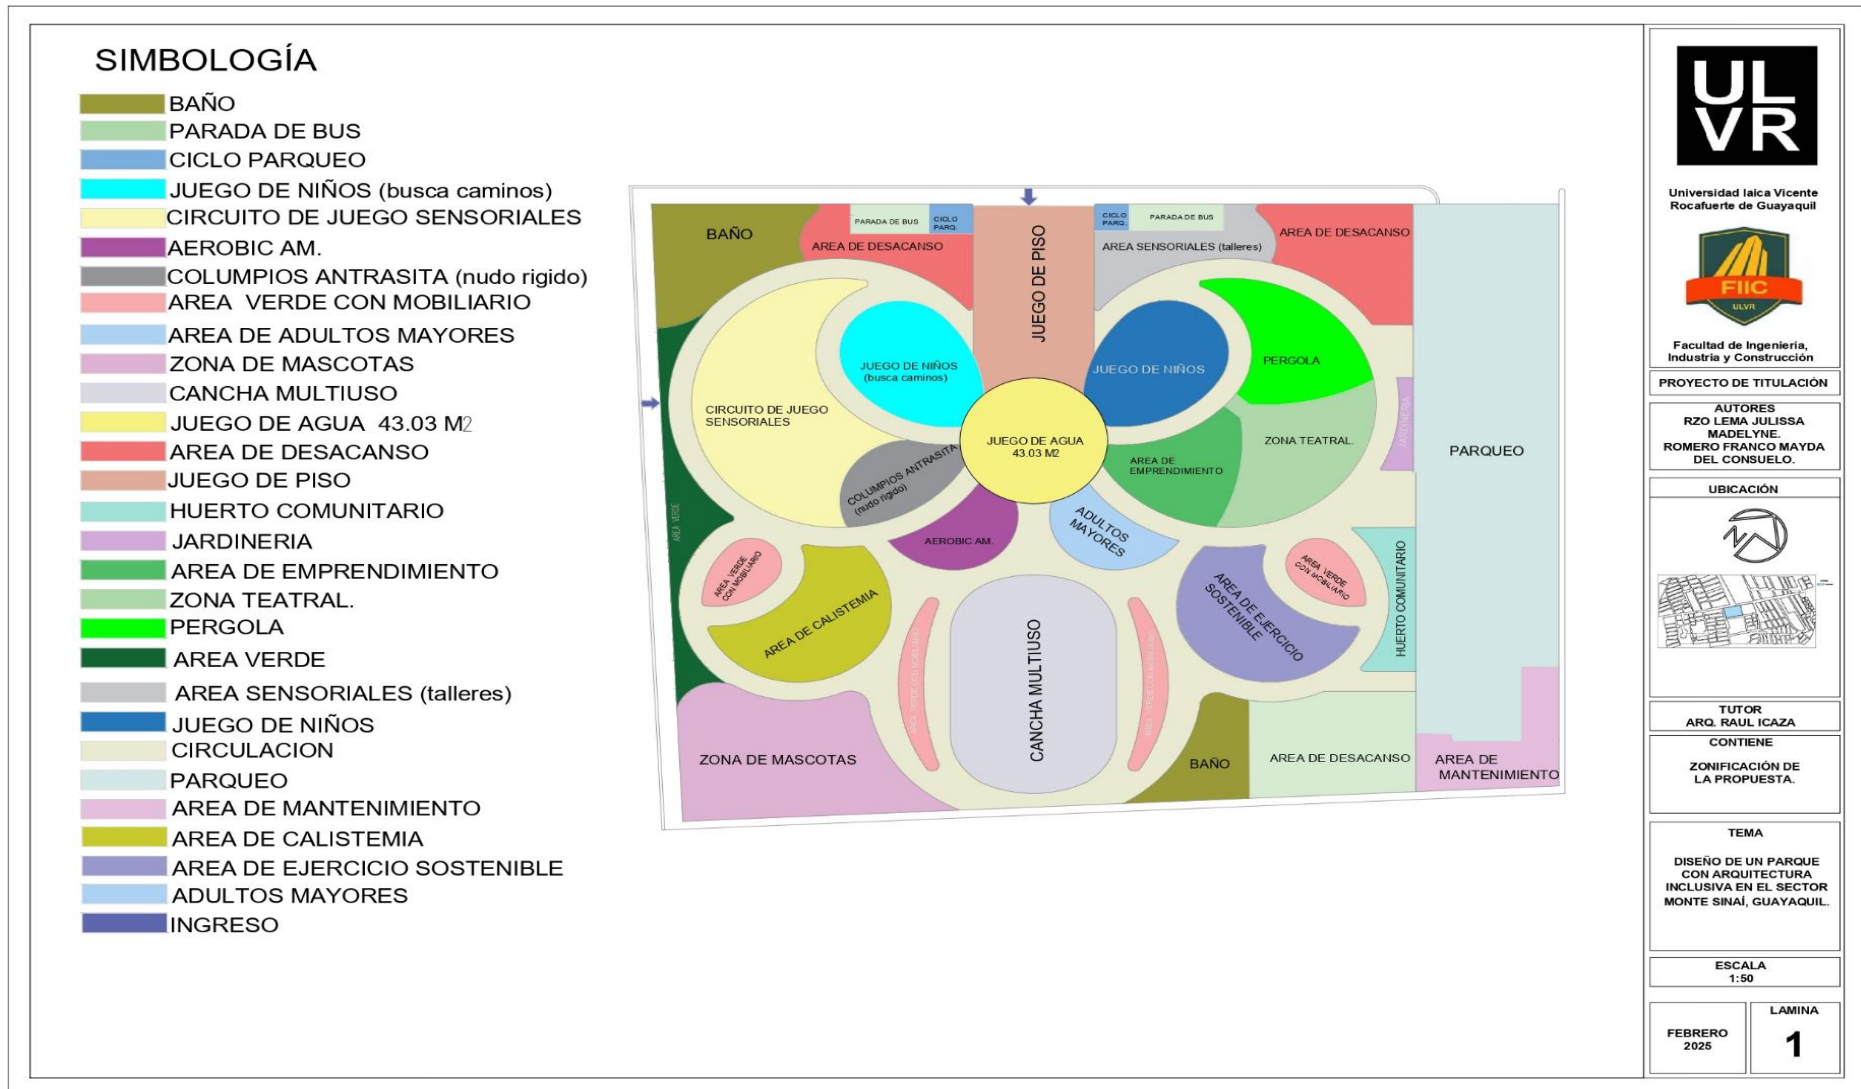 SIMBOLOGÍA
BAÑO
PARADA DE BUS
CICLO PARQUEO
JUEGO DE NIÑOS (busca caminos)
CIRCUITO DE JUEGO SENSORIALES
AEROBIC AM.
COLUMPIOS ANTRASITA (nudo rigido)
AREA VERDE CON MOBILIARIO
AREA DE ADULTOS MAYORES
ZONA DE MASCOTAS
CANCHA MULTIUSO
JUEGO DE AGUA 43.03 M2
AREA DE DESACANSO
JUEGO DE PISO
HUERTO COMUNITARIO
JARDINERIA
AREA DE EMPRENDIMIENTO
ZONA TEATRAL.
PERGOLA
AREA VERDE
AREA SENSORIALES (talleres)
JUEGO DE NIÑOS
CIRCULACION
PARQUEO
AREA DE MANTENIMIENTO
AREA DE CALISTEMIA
AREA DE EJERCICIO SOSTENIBLE
ADULTOS MAYORES
INGRESO
BAÑO
AREA DE DESACANSO
PARADA DE BUS
CICLO
PARQ.
JUEGO DE PISO
CICLO
PARQ.
PARADA DE BUS
AREA SENSORIALES (talleres)
AREA DE DESACANSO
CIRCUITO DE JUEGO
SENSORIALES
JUEGO DE NIÑOS
(busca caminos)
JUEGO DE NIÑOS
PERGOLA
JUEGO DE AGUA
43.03 M2
COLUMPIOS ANTRASITA
(nudo rigido)
AREA DE
EMPRENDIMIENTO
ZONA TEATRAL.
JARDINERIA
PARQUEO
AREA VERDE
AEROBIC AM.
ADULTOS
MAYORES
AREA VERDE
CON MOBILIARIO
AREA DE CALISTEMIA
AREA VERDE CON MOBILIARIO
CANCHA MULTIUSO
AREA VERDE CON MOBILIARIO
AREA DE EJERCICIO
SOSTENIBLE
AREA VERDE
CON MOBILIARIO
HUERTO COMUNITARIO
ZONA DE MASCOTAS
BAÑO
AREA DE DESACANSO
AREA DE
MANTENIMIENTO
UL
VR
Universidad laica Vicente
Rocafuerte de Guayaquil
FIIC
ULVR
Facultad de Ingeniería,
Industria y Construcción
PROYECTO DE TITULACIÓN
AUTORES
RZO LEMA JULISSA
MADELYNE.
ROMERO FRANCO MAYDA
DEL CONSUELO.
UBICACIÓN
N
TUTOR
ARQ. RAUL ICAZA
CONTIENE
ZONIFICACIÓN DE
LA PROPUESTA.
TEMA
DISEÑO DE UN PARQUE
CON ARQUITECTURA
INCLUSIVA EN EL SECTOR
MONTE SINAÍ, GUAYAQUIL.
ESCALA
1:50
FEBRERO
2025
LAMINA
1